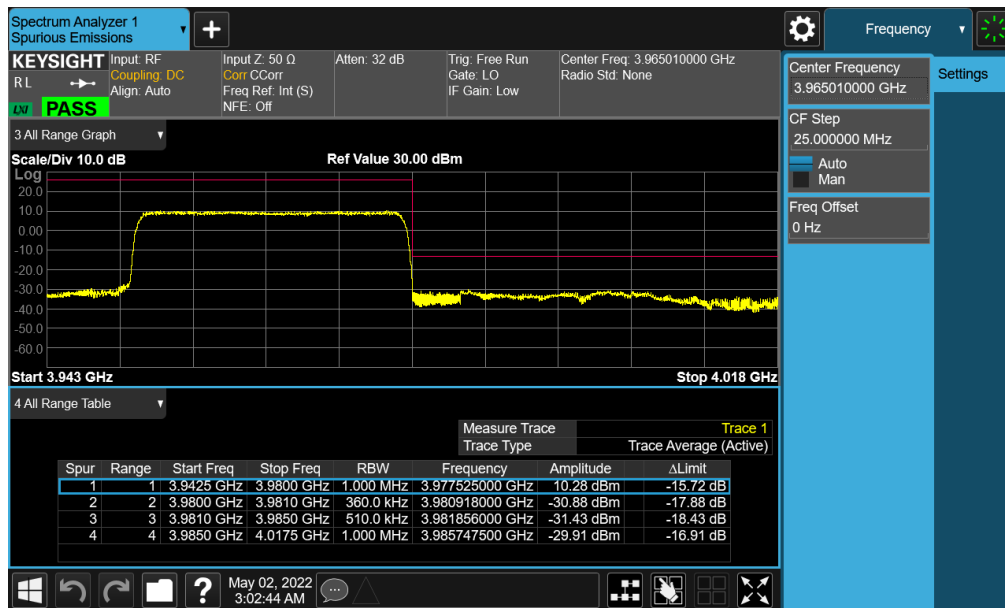 Spectrum Analyzer 1
Spurious Emissions
Frequency
KEYSIGHT
Input: RF
Input Z: 50 Ω
Atten: 32 dB
Trig: Free Run
Center Freq: 3.965010000 GHz
R L
Coupling: DC
Corr CCorr
Gate: LO
Radio Std: None
Align: Auto
Freq Ref: Int (S)
IF Gain: Low
NFE: Off
LXI
PASS
Center Frequency
3.965010000 GHz
Settings
CF Step
25.000000 MHz
Auto
Man
Freq Offset
0 Hz
3 All Range Graph
Scale/Div 10.0 dB
Ref Value 30.00 dBm
Log
20.0
10.0
0.00
-10.0
-20.0
-30.0
-40.0
-50.0
-60.0
Start 3.943 GHz
Stop 4.018 GHz
4 All Range Table
Measure Trace Trace 1
Trace Type Trace Average (Active)
Spur Range Start Freq Stop Freq RBW Frequency Amplitude ΔLimit
1 1 3.9425 GHz 3.9800 GHz 1.000 MHz 3.977525000 GHz 10.28 dBm -15.72 dB
2 2 3.9800 GHz 3.9810 GHz 360.0 kHz 3.980918000 GHz -30.88 dBm -17.88 dB
3 3 3.9810 GHz 3.9850 GHz 510.0 kHz 3.981856000 GHz -31.43 dBm -18.43 dB
4 4 3.9850 GHz 4.0175 GHz 1.000 MHz 3.985747500 GHz -29.91 dBm -16.91 dB
?
May 02, 2022
3:02:44 AM